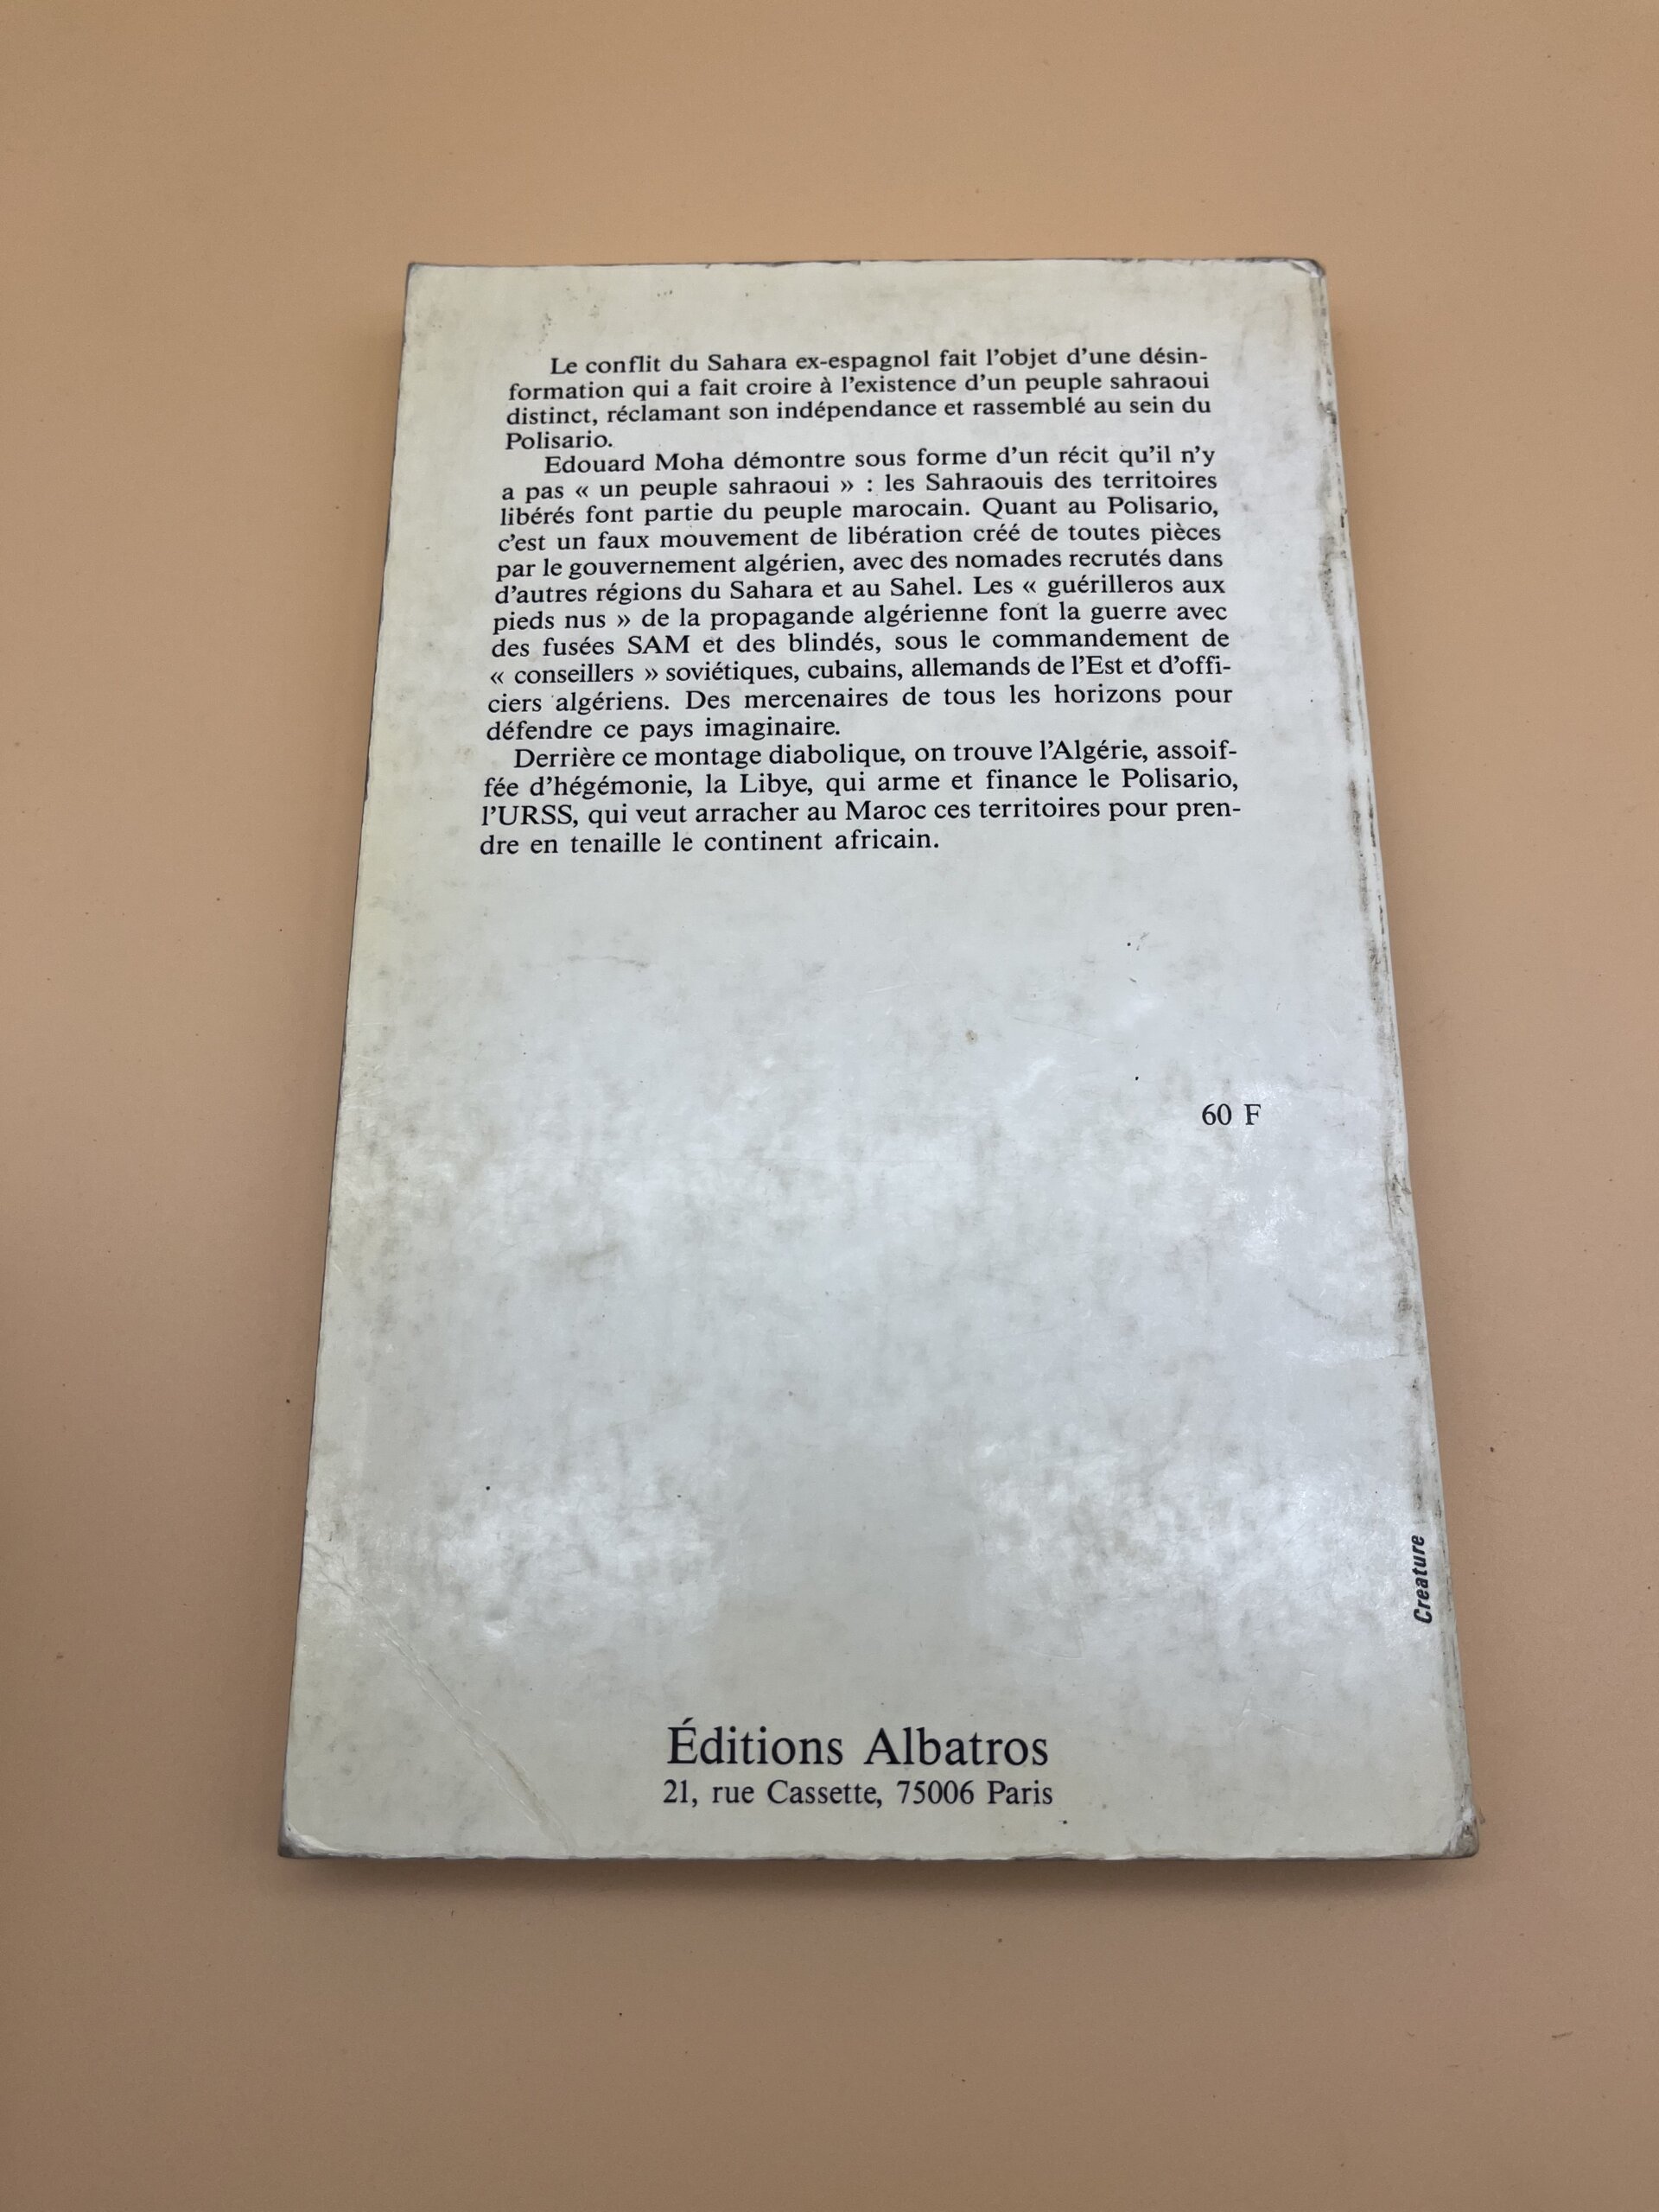 Le conflit du Sahara ex-espagnol fait l’objet d’une désin-
formation qui a fait croire à l’existence d’un peuple sahraoui
distinct, réclamant son indépendance et rassemblé au sein du
Polisario.
Edouard Moha démontre sous forme d’un récit qu’il n’y
a pas « un peuple sahraoui » : les Sahraouis des territoires
libérés font partie du peuple marocain. Quant au Polisario,
c’est un faux mouvement de libération créé de toutes pièces
par le gouvernement algérien, avec des nomades recrutés dans
d’autres régions du Sahara et au Sahel. Les « guérilleros aux
pieds nus » de la propagande algérienne font la guerre avec
des fusées SAM et des blindés, sous le commandement de
« conseillers » soviétiques, cubains, allemands de l’Est et d’offi-
ciers algériens. Des mercenaires de tous les horizons pour
défendre ce pays imaginaire.
Derrière ce montage diabolique, on trouve l’Algérie, assoif-
fée d’hégémonie, la Libye, qui arme et finance le Polisario,
l’URSS, qui veut arracher au Maroc ces territoires pour pren-
dre en tenaille le continent africain.
60 F
Creature
Éditions Albatros
21, rue Cassette, 75006 Paris